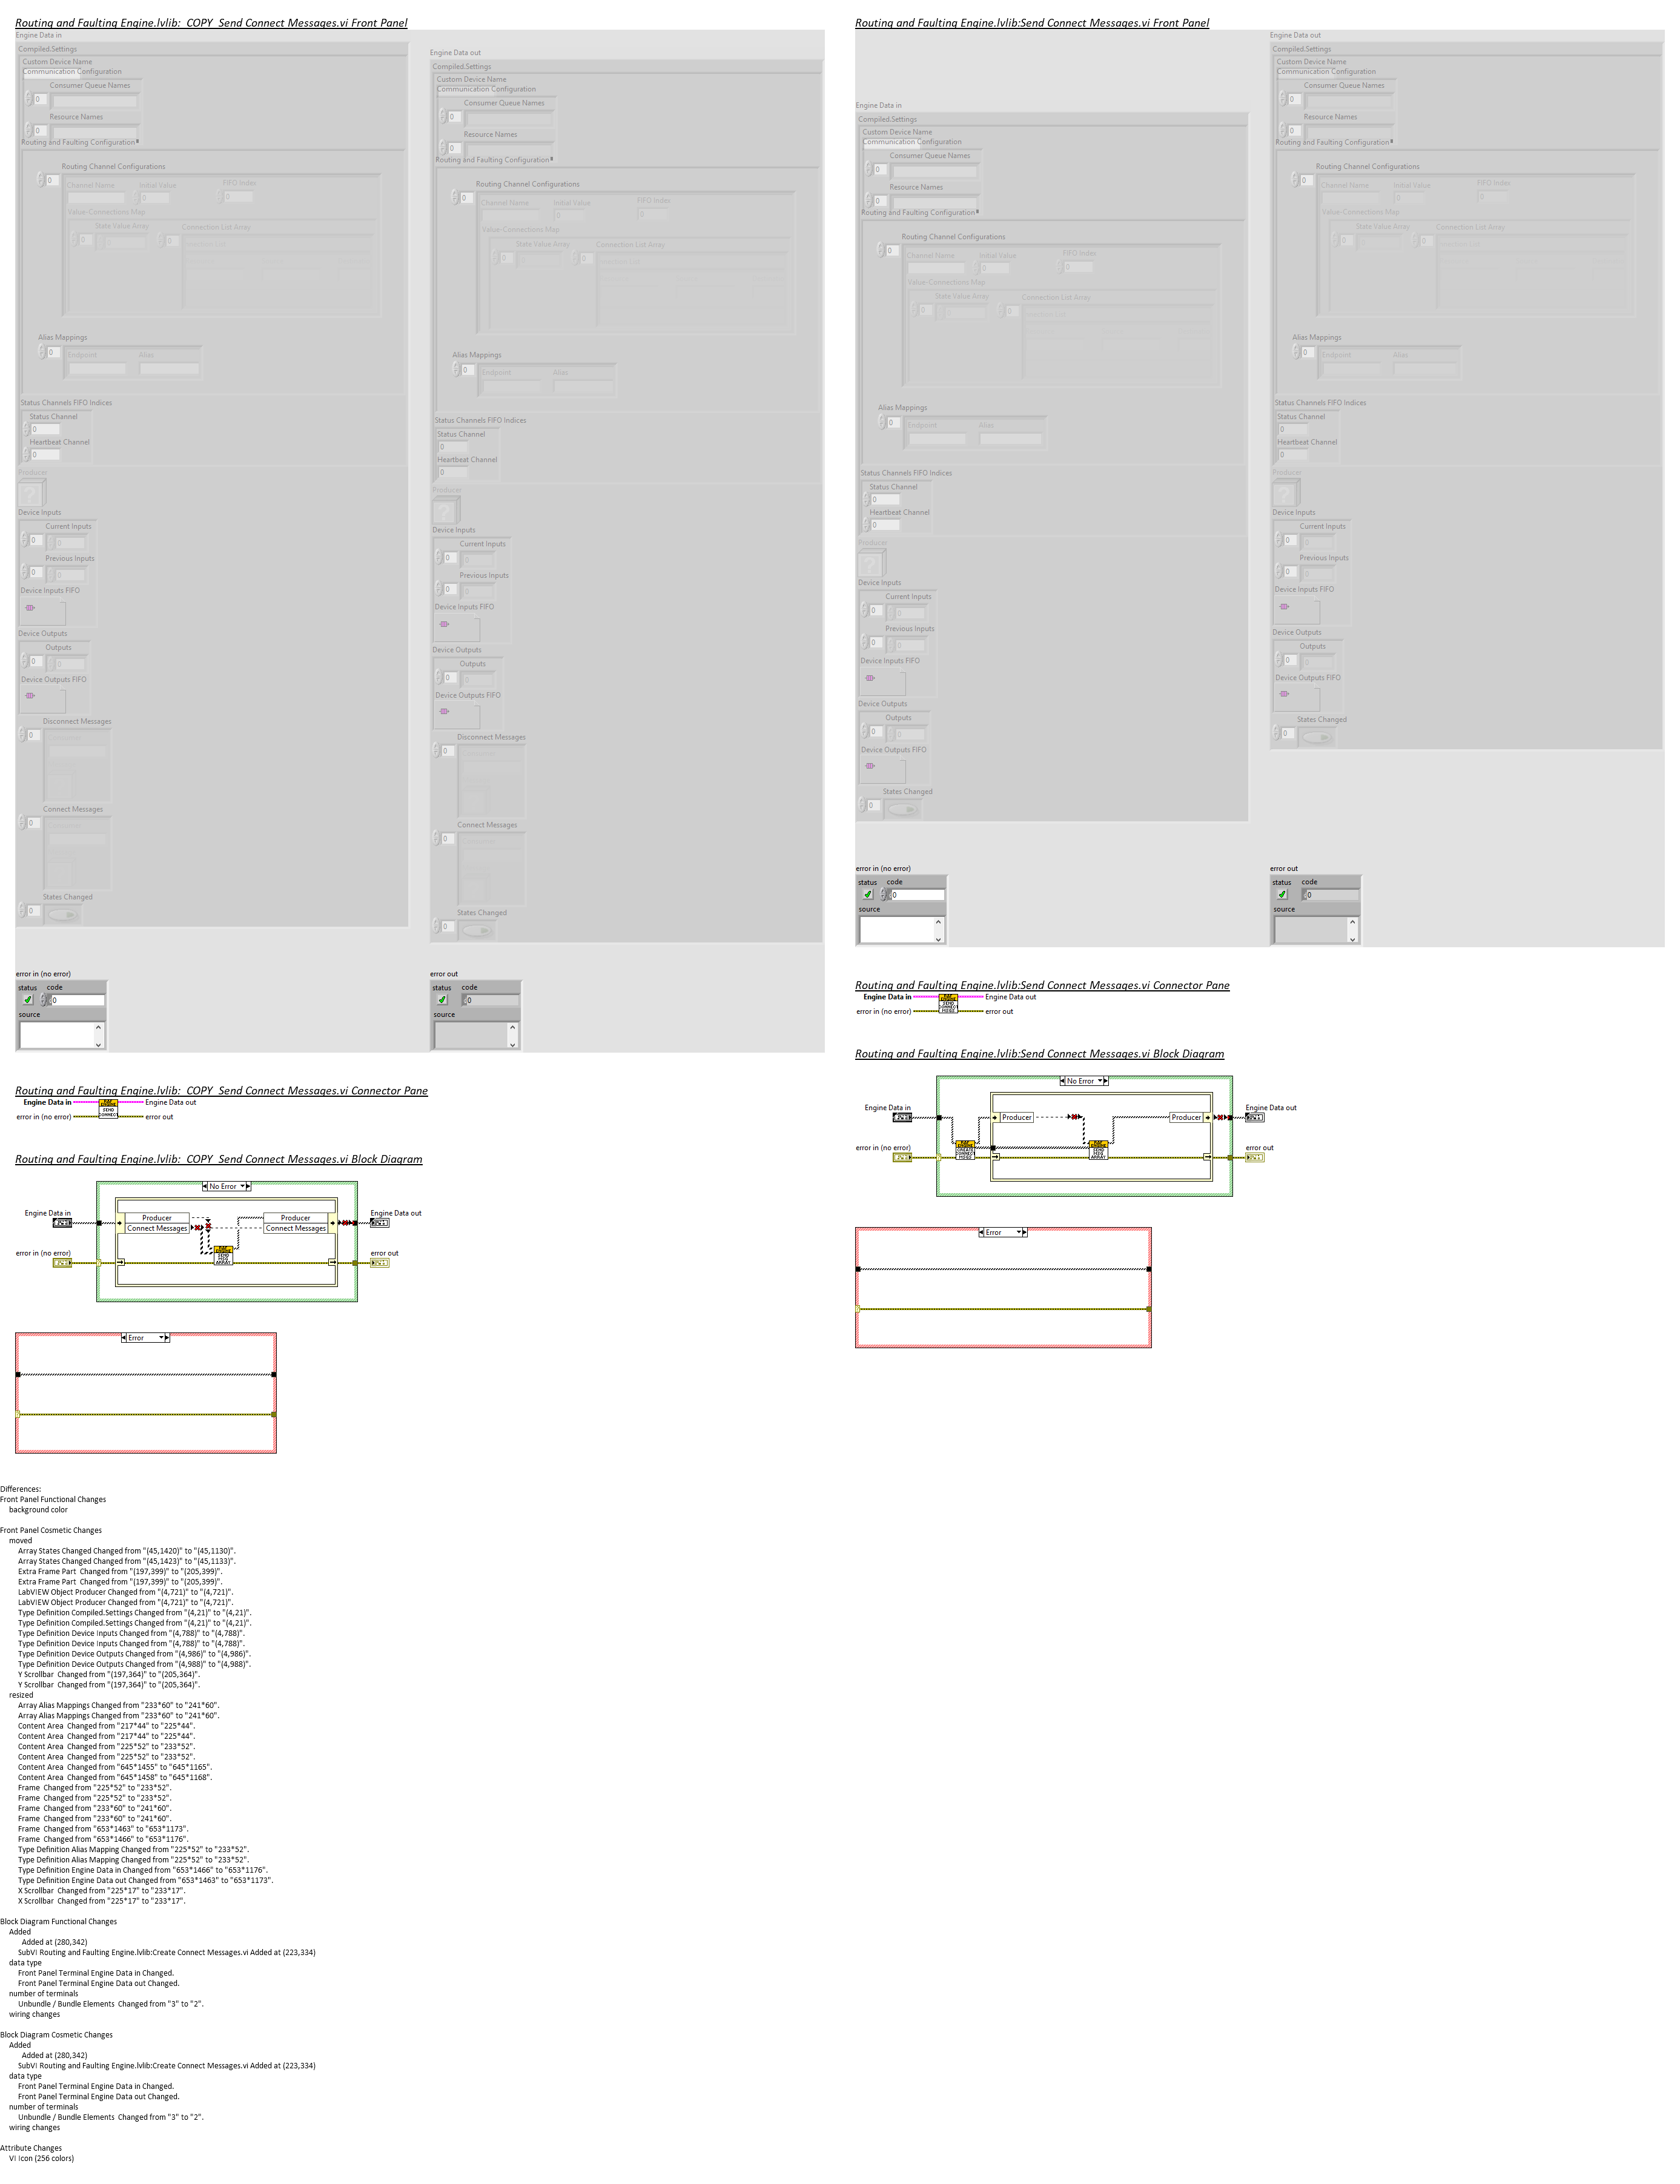 Routing and Faulting Engine.lvlib:  COPY  Send Connect Messages.vi Front Panel
Engine Data in
Compiled.Settings
Custom Device Name
Communication Configuration
Consumer Queue Names
0
Resource Names
0
Routing and Faulting Configuration
Routing Channel Configurations
0
Channel Name
Initial Value
FIFO Index
0
0
Value-Connections Map
State Value Array
Connection List Array
Alias Mappings
0
Endpoint
Alias
Status Channels FIFO Indices
Status Channel
0
Heartbeat Channel
0
Producer
Device Inputs
Current Inputs
0
Previous Inputs
0
Device Inputs FIFO
Device Outputs
Outputs
0
Device Outputs FIFO
Disconnect Messages
0
Connect Messages
0
States Changed
0
Engine Data out
Compiled.Settings
Custom Device Name
Communication Configuration
Consumer Queue Names
0
Resource Names
0
Routing and Faulting Configuration
Routing Channel Configurations
0
Channel Name
Initial Value
FIFO Index
Value-Connections Map
State Value Array
Connection List Array
Alias Mappings
0
Endpoint
Alias
Status Channels FIFO Indices
Status Channel
0
Heartbeat Channel
0
Producer
Device Inputs
Current Inputs
0
Previous Inputs
0
Device Inputs FIFO
Device Outputs
Outputs
0
Device Outputs FIFO
Disconnect Messages
0
Connect Messages
0
States Changed
0
error in (no error)
status code
0
source
error out
status code
0
source
Routing and Faulting Engine.lvlib:  COPY  Send Connect Messages.vi Connector Pane
Engine Data in
Engine Data out
error in (no error)
error out
SEND
CONNECT
Routing and Faulting Engine.lvlib:  COPY  Send Connect Messages.vi Block Diagram
No Error
Engine Data in
Producer
Connect Messages
Producer
Connect Messages
Engine Data out
error in (no error)
SEND
MSG
ARRAY
error out
Error
Routing and Faulting Engine.lvlib:Send Connect Messages.vi Front Panel
Engine Data in
Compiled.Settings
Custom Device Name
Communication Configuration
Consumer Queue Names
0
Resource Names
0
Routing and Faulting Configuration
Routing Channel Configurations
0
Channel Name
Initial Value
FIFO Index
Value-Connections Map
State Value Array
Connection List Array
Alias Mappings
0
Endpoint
Alias
Status Channels FIFO Indices
Status Channel
0
Heartbeat Channel
0
Producer
Device Inputs
Current Inputs
0
Previous Inputs
0
Device Inputs FIFO
Device Outputs
Outputs
0
Device Outputs FIFO
States Changed
0
Engine Data out
Compiled.Settings
Custom Device Name
Communication Configuration
Consumer Queue Names
0
Resource Names
0
Routing and Faulting Configuration
Routing Channel Configurations
0
Channel Name
Initial Value
FIFO Index
Value-Connections Map
State Value Array
Connection List Array
Alias Mappings
0
Endpoint
Alias
Status Channels FIFO Indices
Status Channel
0
Heartbeat Channel
0
Producer
Device Inputs
Current Inputs
0
Previous Inputs
0
Device Inputs FIFO
Device Outputs
Outputs
0
Device Outputs FIFO
States Changed
0
error in (no error)
status code
0
source
error out
status code
0
source
Routing and Faulting Engine.lvlib:Send Connect Messages.vi Connector Pane
Engine Data in
Engine Data out
error in (no error)
error out
SEND
CONNECT
MSGS
Routing and Faulting Engine.lvlib:Send Connect Messages.vi Block Diagram
No Error
Engine Data in
Producer
Producer
Engine Data out
error in (no error)
CREATE
CONNECT
MSGS
SEND
MSG
ARRAY
error out
Error
Differences:
Front Panel Functional Changes
background color
Front Panel Cosmetic Changes
moved
Array States Changed Changed from "(45,1420)" to "(45,1130)".
Array States Changed Changed from "(45,1423)" to "(45,1133)".
Extra Frame Part  Changed from "(197,399)" to "(205,399)".
Extra Frame Part  Changed from "(197,399)" to "(205,399)".
LabVIEW Object Producer Changed from "(4,721)" to "(4,721)".
LabVIEW Object Producer Changed from "(4,721)" to "(4,721)".
Type Definition Compiled.Settings Changed from "(4,21)" to "(4,21)".
Type Definition Compiled.Settings Changed from "(4,21)" to "(4,21)".
Type Definition Device Inputs Changed from "(4,788)" to "(4,788)".
Type Definition Device Inputs Changed from "(4,788)" to "(4,788)".
Type Definition Device Outputs Changed from "(4,986)" to "(4,986)".
Type Definition Device Outputs Changed from "(4,988)" to "(4,988)".
Y Scrollbar  Changed from "(197,364)" to "(205,364)".
Y Scrollbar  Changed from "(197,364)" to "(205,364)".
resized
Array Alias Mappings Changed from "233*60" to "241*60".
Array Alias Mappings Changed from "233*60" to "241*60".
Content Area  Changed from "217*44" to "225*44".
Content Area  Changed from "217*44" to "225*44".
Content Area  Changed from "225*52" to "233*52".
Content Area  Changed from "225*52" to "233*52".
Content Area  Changed from "645*1455" to "645*1165".
Content Area  Changed from "645*1458" to "645*1168".
Frame  Changed from "225*52" to "233*52".
Frame  Changed from "225*52" to "233*52".
Frame  Changed from "233*60" to "241*60".
Frame  Changed from "233*60" to "241*60".
Frame  Changed from "653*1463" to "653*1173".
Frame  Changed from "653*1466" to "653*1176".
Type Definition Alias Mapping Changed from "225*52" to "233*52".
Type Definition Alias Mapping Changed from "225*52" to "233*52".
Type Definition Engine Data in Changed from "653*1466" to "653*1176".
Type Definition Engine Data out Changed from "653*1463" to "653*1173".
X Scrollbar  Changed from "225*17" to "233*17".
X Scrollbar  Changed from "225*17" to "233*17".
Block Diagram Functional Changes
Added
Added at (280,342)
SubVI Routing and Faulting Engine.lvlib:Create Connect Messages.vi Added at (223,334)
data type
Front Panel Terminal Engine Data in Changed.
Front Panel Terminal Engine Data out Changed.
number of terminals
Unbundle / Bundle Elements  Changed from "3" to "2".
wiring changes
Block Diagram Cosmetic Changes
Added
Added at (280,342)
SubVI Routing and Faulting Engine.lvlib:Create Connect Messages.vi Added at (223,334)
data type
Front Panel Terminal Engine Data in Changed.
Front Panel Terminal Engine Data out Changed.
number of terminals
Unbundle / Bundle Elements  Changed from "3" to "2".
wiring changes
Attribute Changes
VI Icon (256 colors)